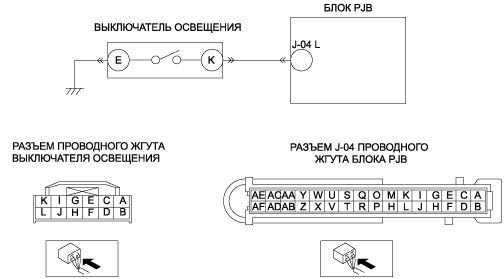 БЛОК PJB
ВЫКЛЮЧАТЕЛЬ ОСВЕЩЕНИЯ
J-04 L
E K
РАЗЪЕМ ПРОВОДНОГО ЖГУТА
ВЫКЛЮЧАТЕЛЯ ОСВЕЩЕНИЯ
РАЗЪЕМ J-04 ПРОВОДНОГО
ЖГУТА БЛОКА PJB
K I G E C A
L J H F D B
AE AC AA Y W U S Q O M K I G E C A
AF AD AB Z X V T R P H L J H F D B